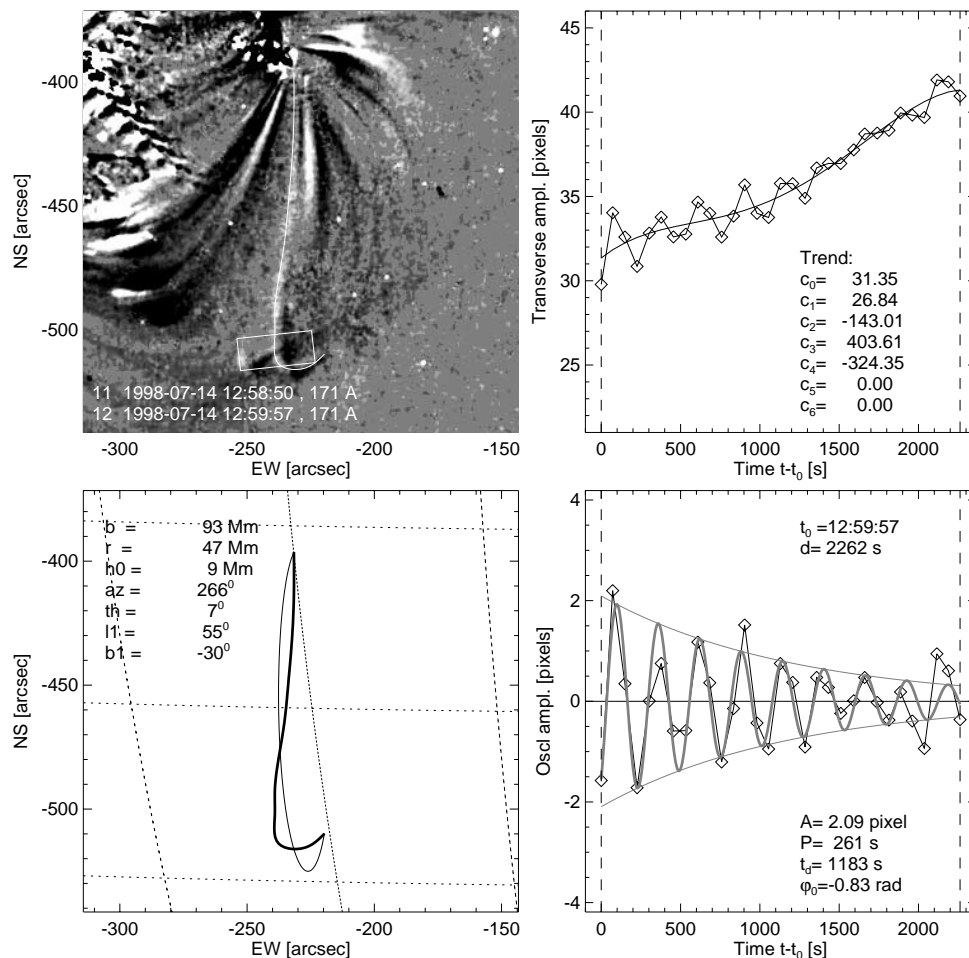 -400
-450
-500
NS [arcsec]
11 1998-07-14 12:58:50 , 171 A
12 1998-07-14 12:59:57 , 171 A
-300
-250
-200
-150
EW [arcsec]
45
40
35
30
25
Transverse ampl. [pixels]
Trend:
c₀= 31.35
c₁= 26.84
c₂= -143.01
c₃= 403.61
c₄= -324.35
c₅= 0.00
c₆= 0.00
0
500
1000
1500
2000
Time t-t₀ [s]
-400
-450
-500
NS [arcsec]
b = 93 Mm
r = 47 Mm
h0 = 9 Mm
az = 266⁰
th = 7⁰
l1 = 55⁰
b1 = -30⁰
-300
-250
-200
-150
EW [arcsec]
4
2
0
-2
-4
Oscl ampl. [pixels]
t₀ =12:59:57
d= 2262 s
A= 2.09 pixel
P= 261 s
t_d= 1183 s
φ₀=-0.83 rad
0
500
1000
1500
2000
Time t-t₀ [s]